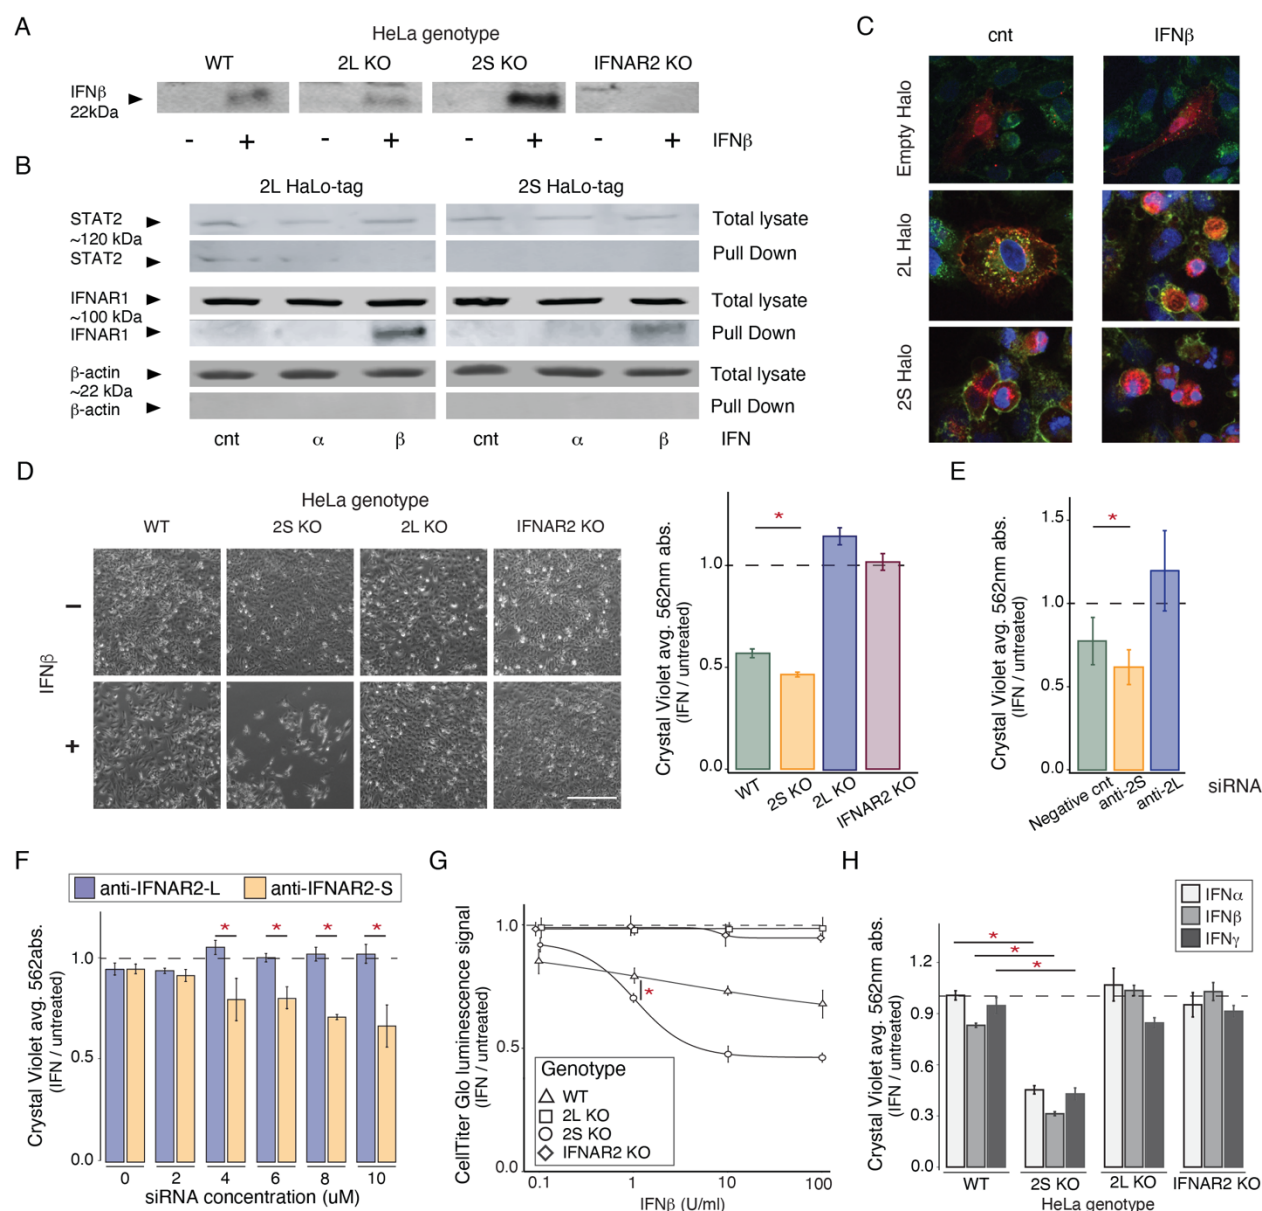 A
HeLa genotype
WT 2L KO 2S KO IFNAR2 KO
IFNβ
22kDa
- + - + - + - + IFNβ
B
2L HaLo-tag 2S HaLo-tag
STAT2 Total lysate
~120 kDa
STAT2 Pull Down
IFNAR1 Total lysate
~100 kDa
IFNAR1 Pull Down
β-actin Total lysate
~22 kDa
β-actin Pull Down
cnt α β cnt α β IFN
C
cnt IFNβ
Empty Halo
2L Halo
2S Halo
D
HeLa genotype
WT 2S KO 2L KO IFNAR2 KO
IFNβ
−
+
Crystal Violet avg. 562nm abs.
(IFN / untreated)
*
1.0
0.5
0.0
WT 2S KO 2L KO IFNAR2 KO
E
Crystal Violet avg. 562nm abs.
(IFN / untreated)
1.5
*
1.0
0.5
0.0
Negative cnt anti-2S anti-2L siRNA
F
anti-IFNAR2-L anti-IFNAR2-S
Crystal Violet avg. 562abs.
(IFN / untreated)
* * * *
1.0
0.5
0.0
0 2 4 6 8 10
siRNA concentration (uM)
G
CellTiter Glo luminescence signal
(IFN / untreated)
1.0
*
0.5
0.0
Genotype
WT
2L KO
2S KO
IFNAR2 KO
0.1 1 10 100
IFNβ (U/ml)
H
IFNα
IFNβ
IFNγ
Crystal Violet avg. 562nm abs.
(IFN / untreated)
* * *
1.2
0.9
0.6
0.3
0.0
WT 2S KO 2L KO IFNAR2 KO
HeLa genotype